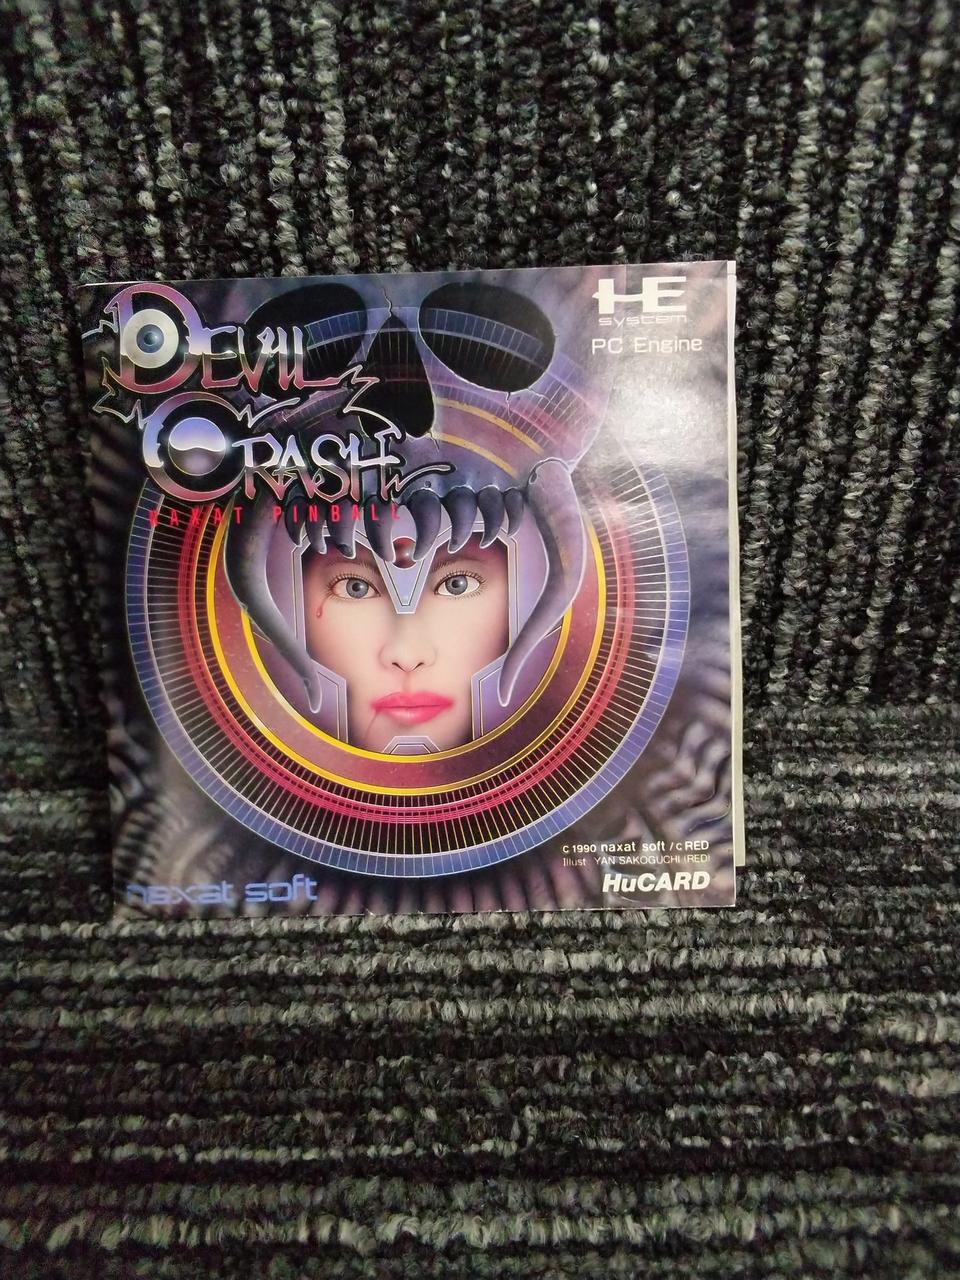 DEVIL
CRASH
NAXAT PINBALL
HE
system
PC Engine
c 1990 naxat soft / c RED
Illust YAN SAKOGUCHI (RED)
HuCARD
naxat soft